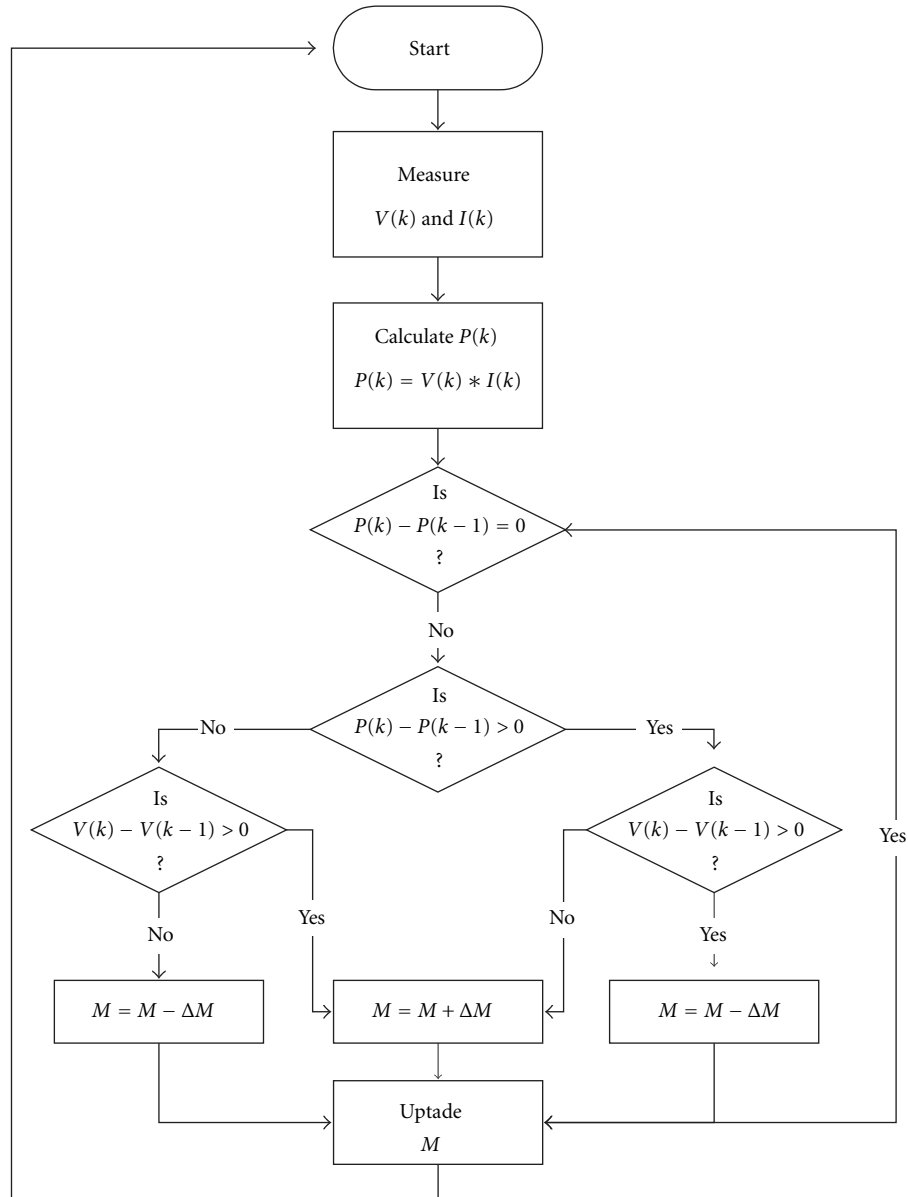 Start
Measure
V(k) and I(k)
Calculate P(k)
P(k) = V(k) ∗ I(k)
Is
P(k) − P(k − 1) = 0
?
No
Is
P(k) − P(k − 1) > 0
?
No
Yes
Is
V(k) − V(k − 1) > 0
?
Is
V(k) − V(k − 1) > 0
?
Yes
No
Yes
No
Yes
M = M − ΔM
M = M + ΔM
M = M − ΔM
Uptade
M